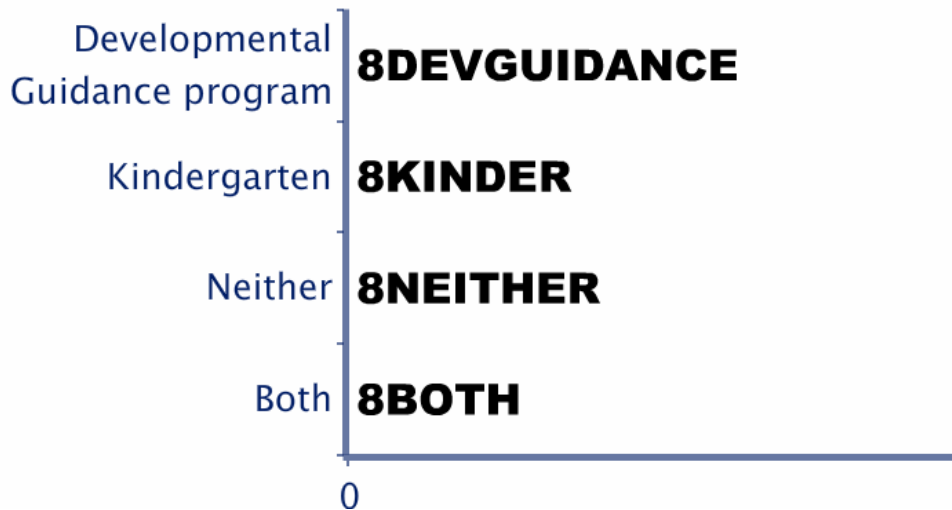 Developmental
Guidance program
8DEVGUIDANCE
Kindergarten
8KINDER
Neither
8NEITHER
Both
8BOTH
0